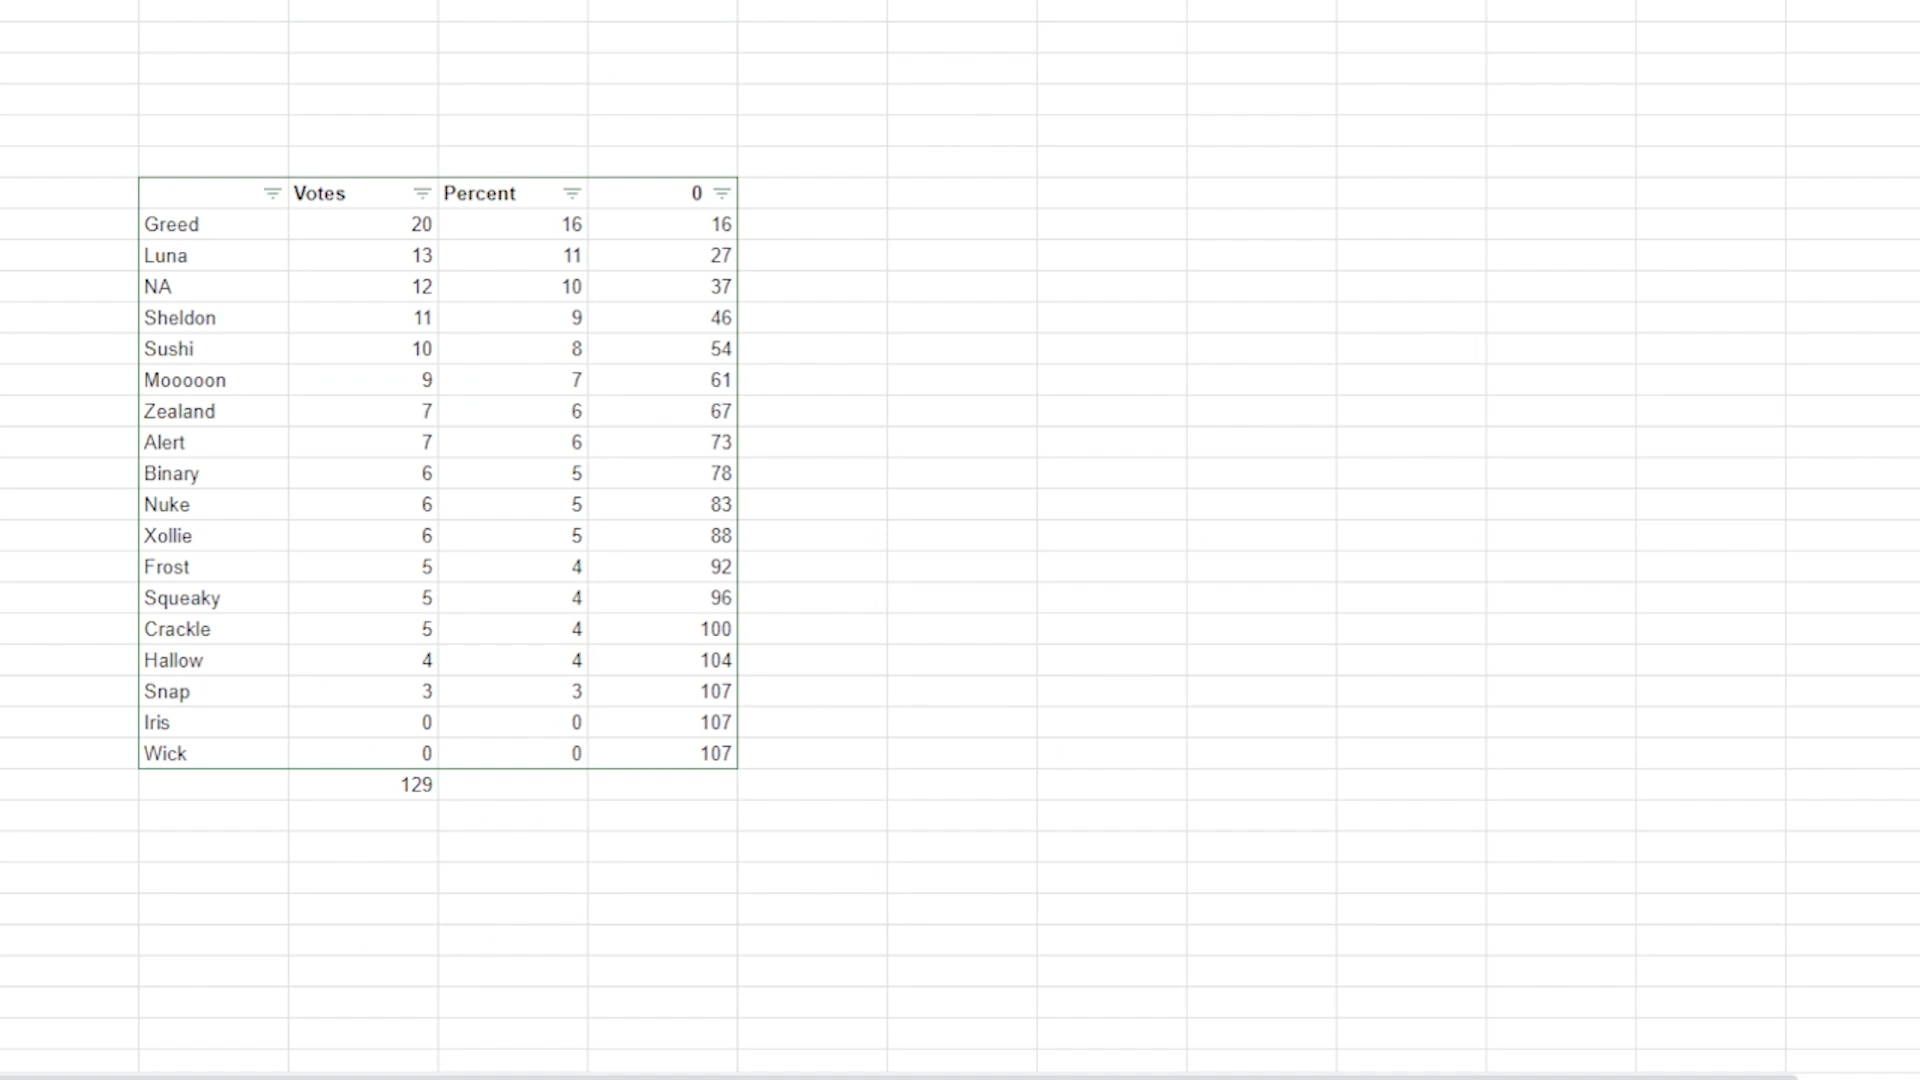 Votes Percent 0
Greed 20 16 16
Luna 13 11 27
NA 12 10 37
Sheldon 11 9 46
Sushi 10 8 54
Mooooon 9 7 61
Zealand 7 6 67
Alert 7 6 73
Binary 6 5 78
Nuke 6 5 83
Xollie 6 5 88
Frost 5 4 92
Squeaky 5 4 96
Crackle 5 4 100
Hallow 4 4 104
Snap 3 3 107
Iris 0 0 107
Wick 0 0 107
129